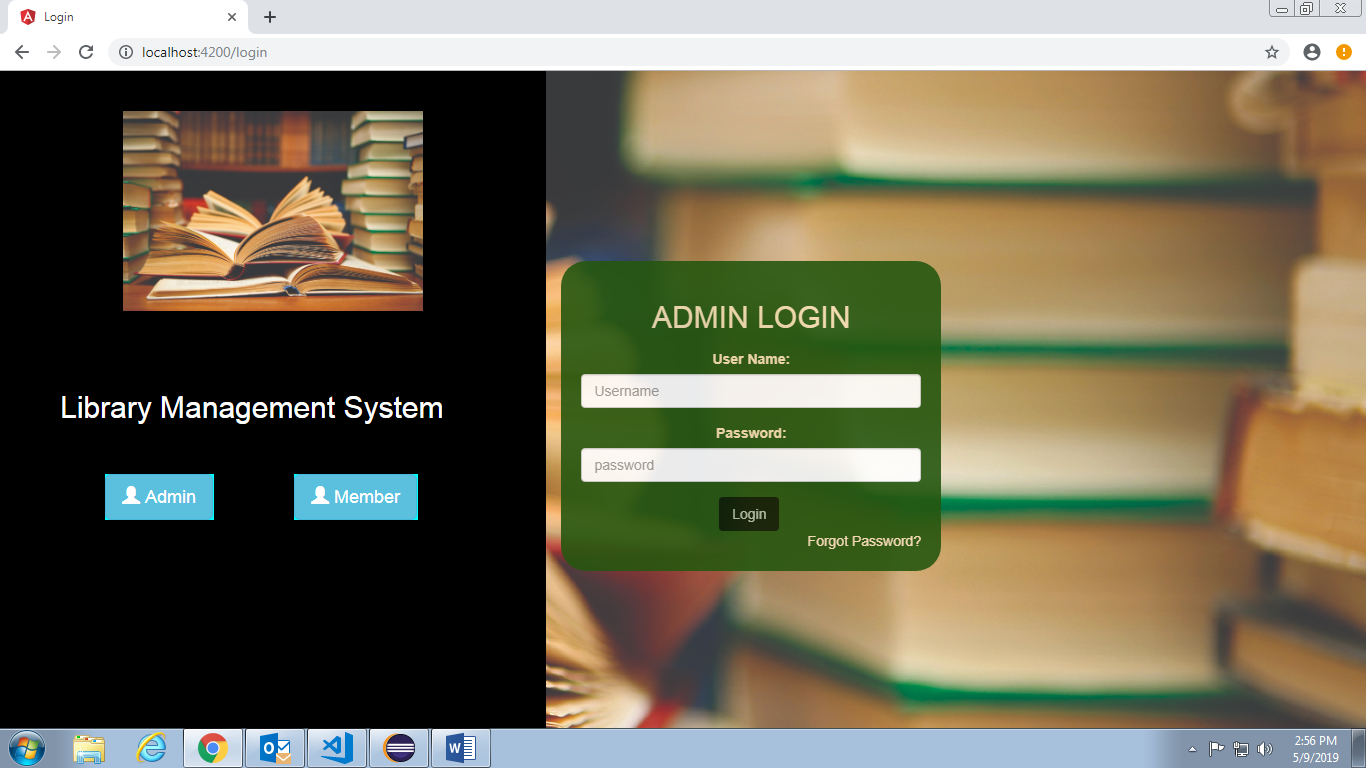 Login
localhost:4200/login
Library Management System
Admin
Member
ADMIN LOGIN
User Name:
Username
Password:
password
Login
Forgot Password?
2:56 PM
5/9/2019